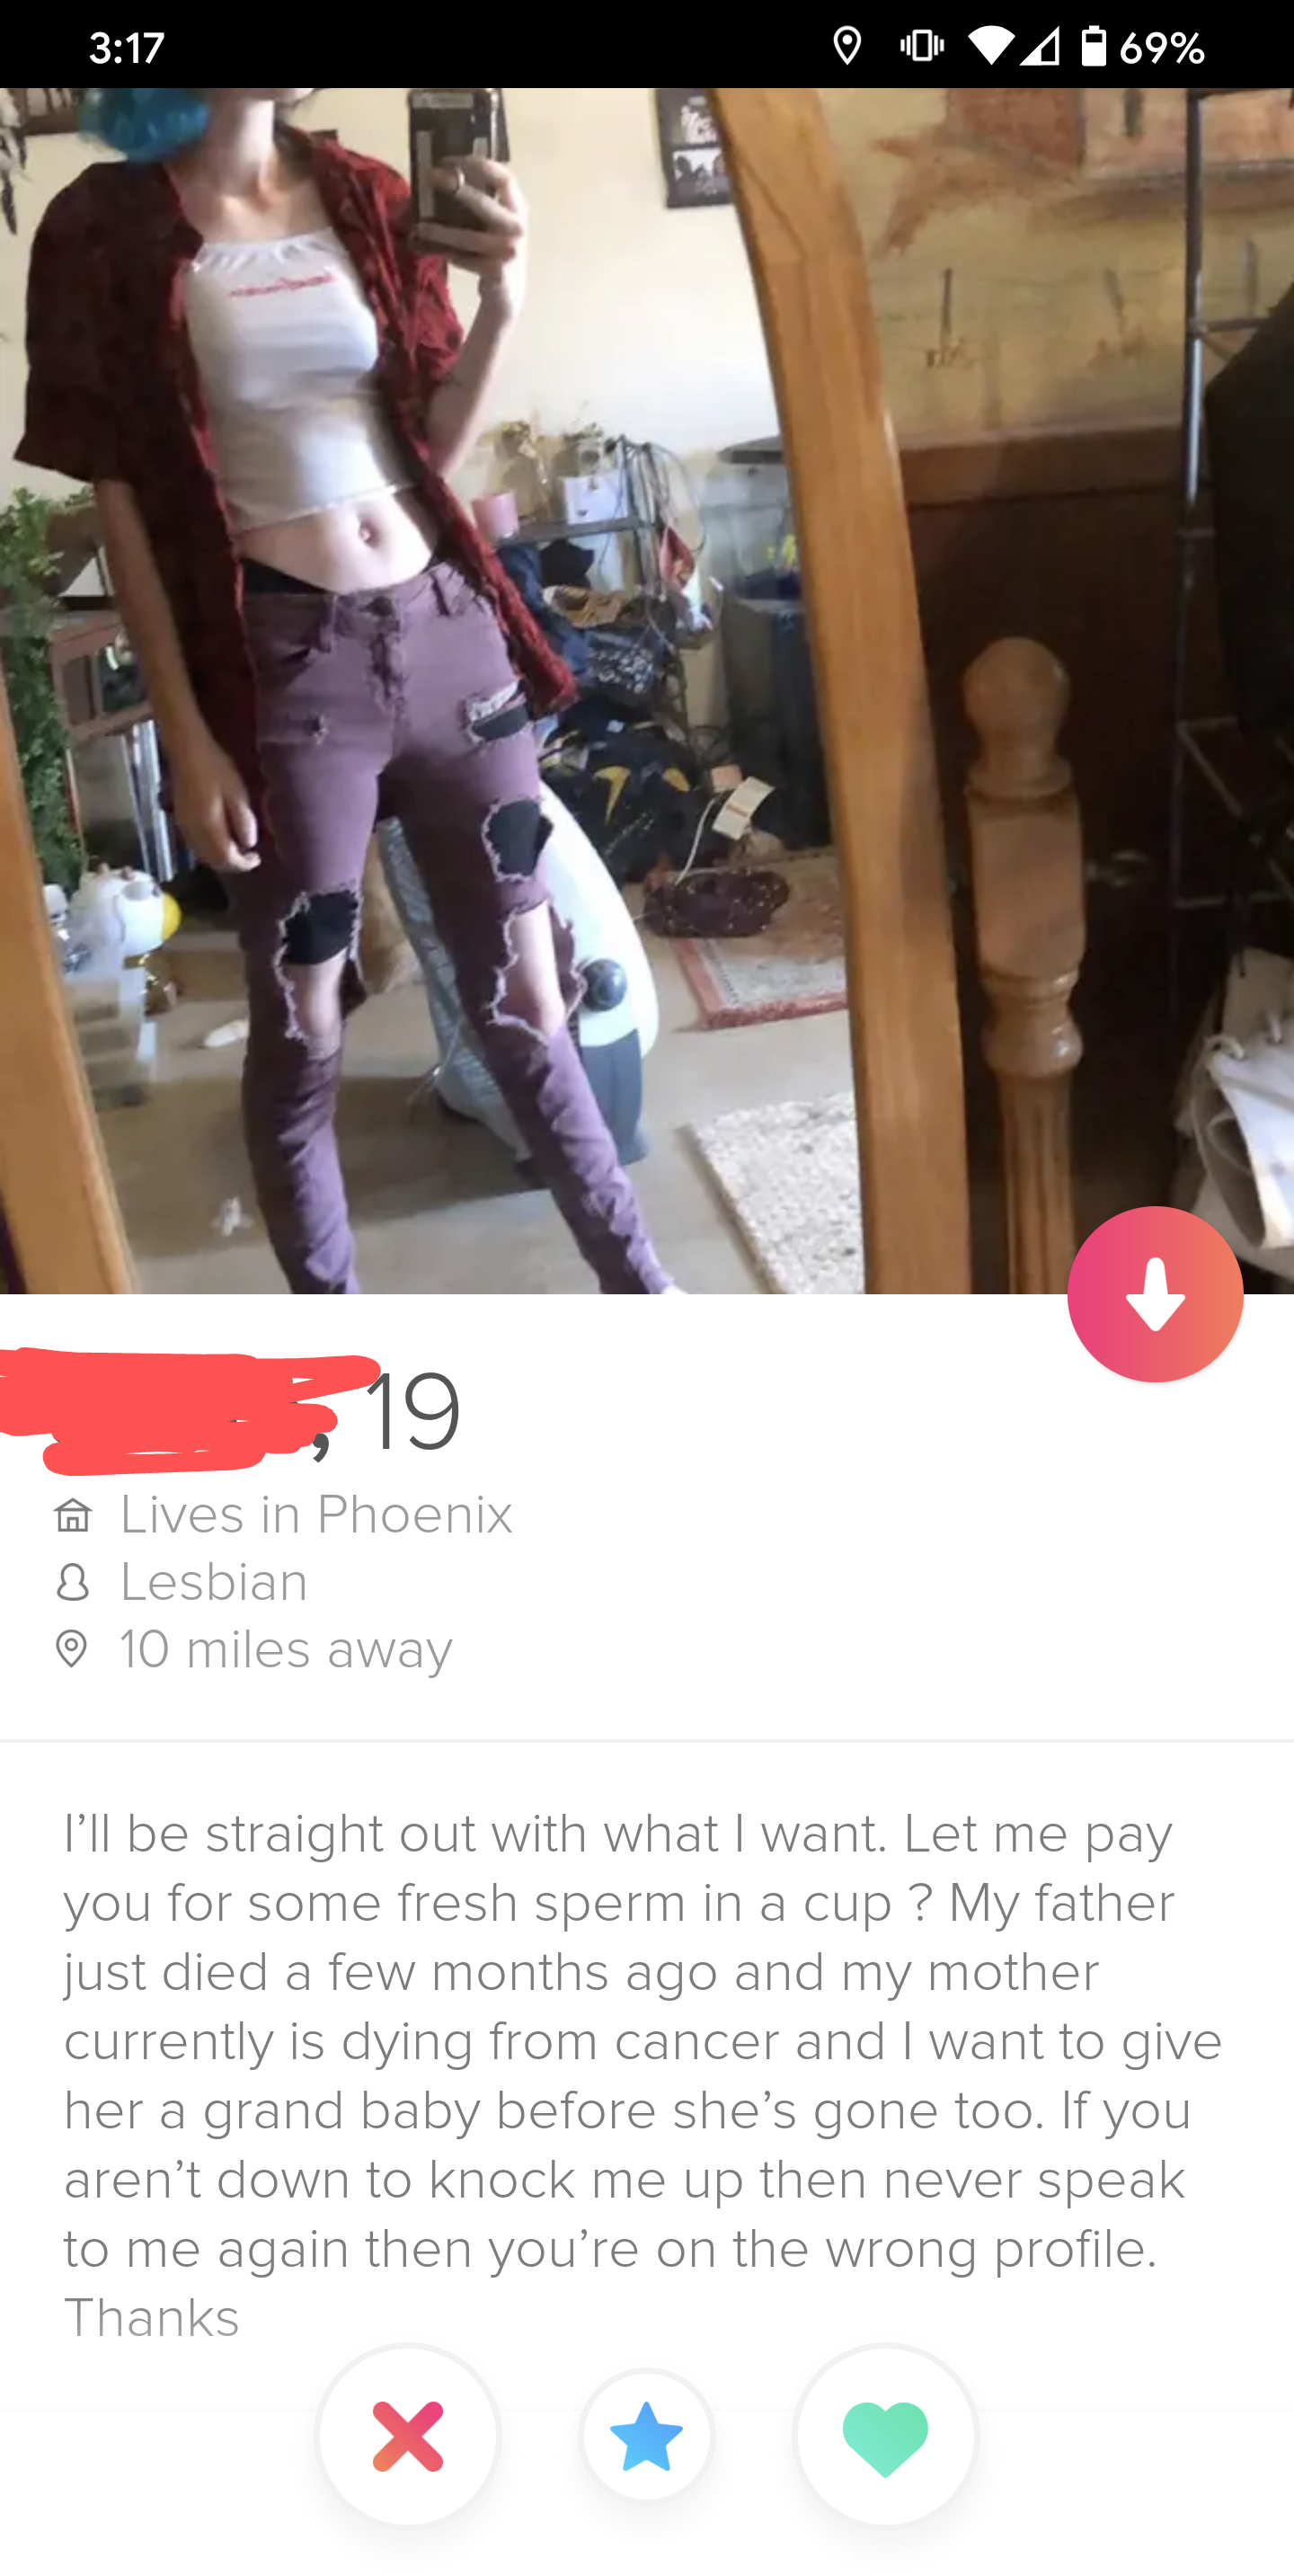 3:17
69%
, 19
Lives in Phoenix
Lesbian
10 miles away
I’ll be straight out with what I want. Let me pay
you for some fresh sperm in a cup ? My father
just died a few months ago and my mother
currently is dying from cancer and I want to give
her a grand baby before she’s gone too. If you
aren’t down to knock me up then never speak
to me again then you’re on the wrong profile.
Thanks